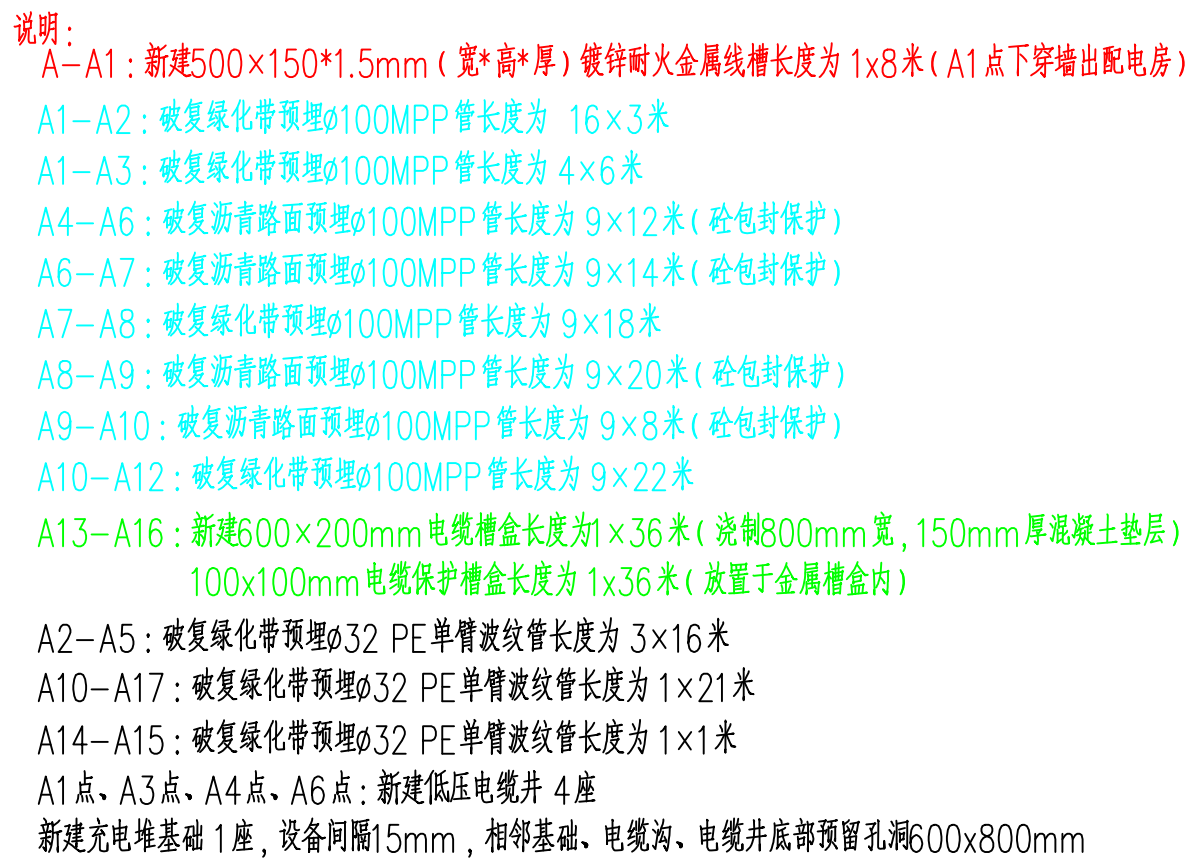 说明:
A-A1:新建500×150*1.5mm(宽*高*厚)镀锌耐火金属线槽长度为 1x8米(A1点下穿墙出配电房)
A1-A2:破复绿化带预埋ø100MPP管长度为 16×3米
A1-A3:破复绿化带预埋ø100MPP管长度为 4×6米
A4-A6:破复沥青路面预埋ø100MPP管长度为 9×12米(砼包封保护)
A6-A7:破复沥青路面预埋ø100MPP管长度为 9×14米(砼包封保护)
A7-A8:破复绿化带预埋ø100MPP管长度为 9×18米
A8-A9:破复沥青路面预埋ø100MPP管长度为 9×20米(砼包封保护)
A9-A10:破复沥青路面预埋ø100MPP管长度为 9×8米(砼包封保护)
A10-A12:破复绿化带预埋ø100MPP管长度为 9×22米
A13-A16:新建600×200mm电缆槽盒长度为1×36米(浇制800mm宽,150mm厚混凝土垫层)
100x100mm电缆保护槽盒长度为 1x36米(放置于金属槽盒内)
A2-A5:破复绿化带预埋ø32 PE单臂波纹管长度为 3×16米
A10-A17:破复绿化带预埋ø32 PE单臂波纹管长度为 1×21米
A14-A15:破复绿化带预埋ø32 PE单臂波纹管长度为 1×1米
A1点、A3点、A4点、A6点:新建低压电缆井 4座
新建充电堆基础 1座,设备间隔15mm,相邻基础、电缆沟、电缆井底部预留孔洞600x800mm